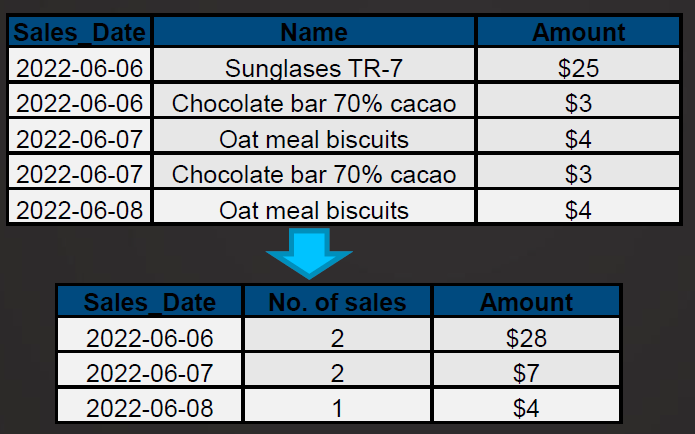 Sales_Date Name Amount
2022-06-06 Sunglases TR-7 $25
2022-06-06 Chocolate bar 70% cacao $3
2022-06-07 Oat meal biscuits $4
2022-06-07 Chocolate bar 70% cacao $3
2022-06-08 Oat meal biscuits $4
Sales_Date No. of sales Amount
2022-06-06 2 $28
2022-06-07 2 $7
2022-06-08 1 $4